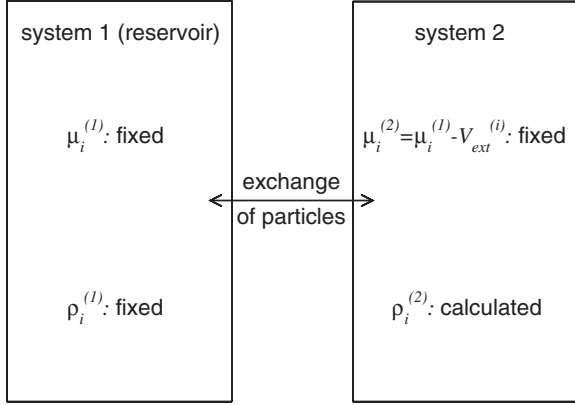 system 1 (reservoir)
μᵢ⁽¹⁾: fixed
ρᵢ⁽¹⁾: fixed
exchange
of particles
system 2
μᵢ⁽²⁾=μᵢ⁽¹⁾-V_ext⁽ⁱ⁾: fixed
ρᵢ⁽²⁾: calculated